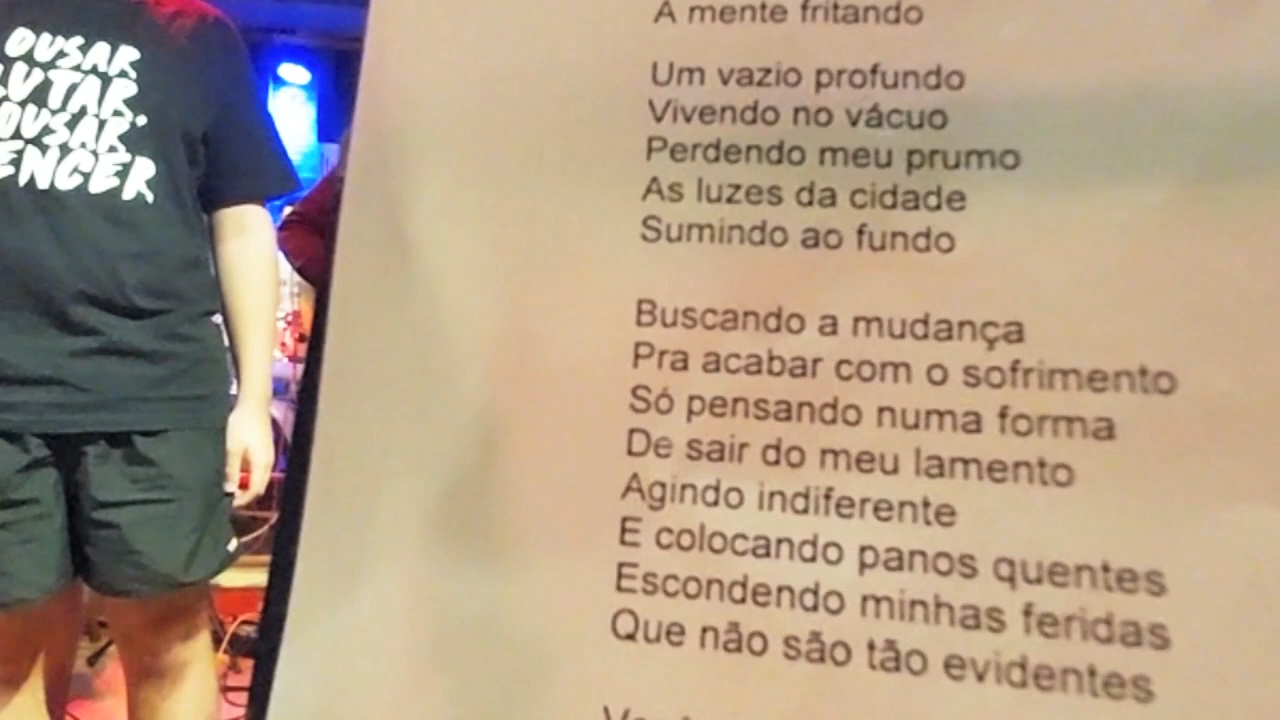 OUSAR
LUTAR.
OUSAR
VENCER
A mente fritando
Um vazio profundo
Vivendo no vácuo
Perdendo meu prumo
As luzes da cidade
Sumindo ao fundo
Buscando a mudança
Pra acabar com o sofrimento
Só pensando numa forma
De sair do meu lamento
Agindo indiferente
E colocando panos quentes
Escondendo minhas feridas
Que não são tão evidentes